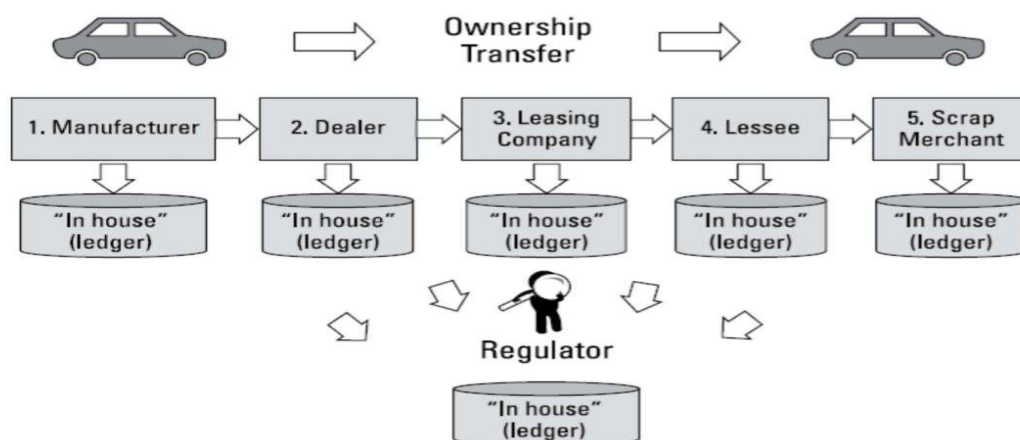 Ownership
Transfer
1. Manufacturer
2. Dealer
3. Leasing
Company
4. Lessee
5. Scrap
Merchant
“In house”
(ledger)
“In house”
(ledger)
“In house”
(ledger)
“In house”
(ledger)
“In house”
(ledger)
Regulator
“In house”
(ledger)